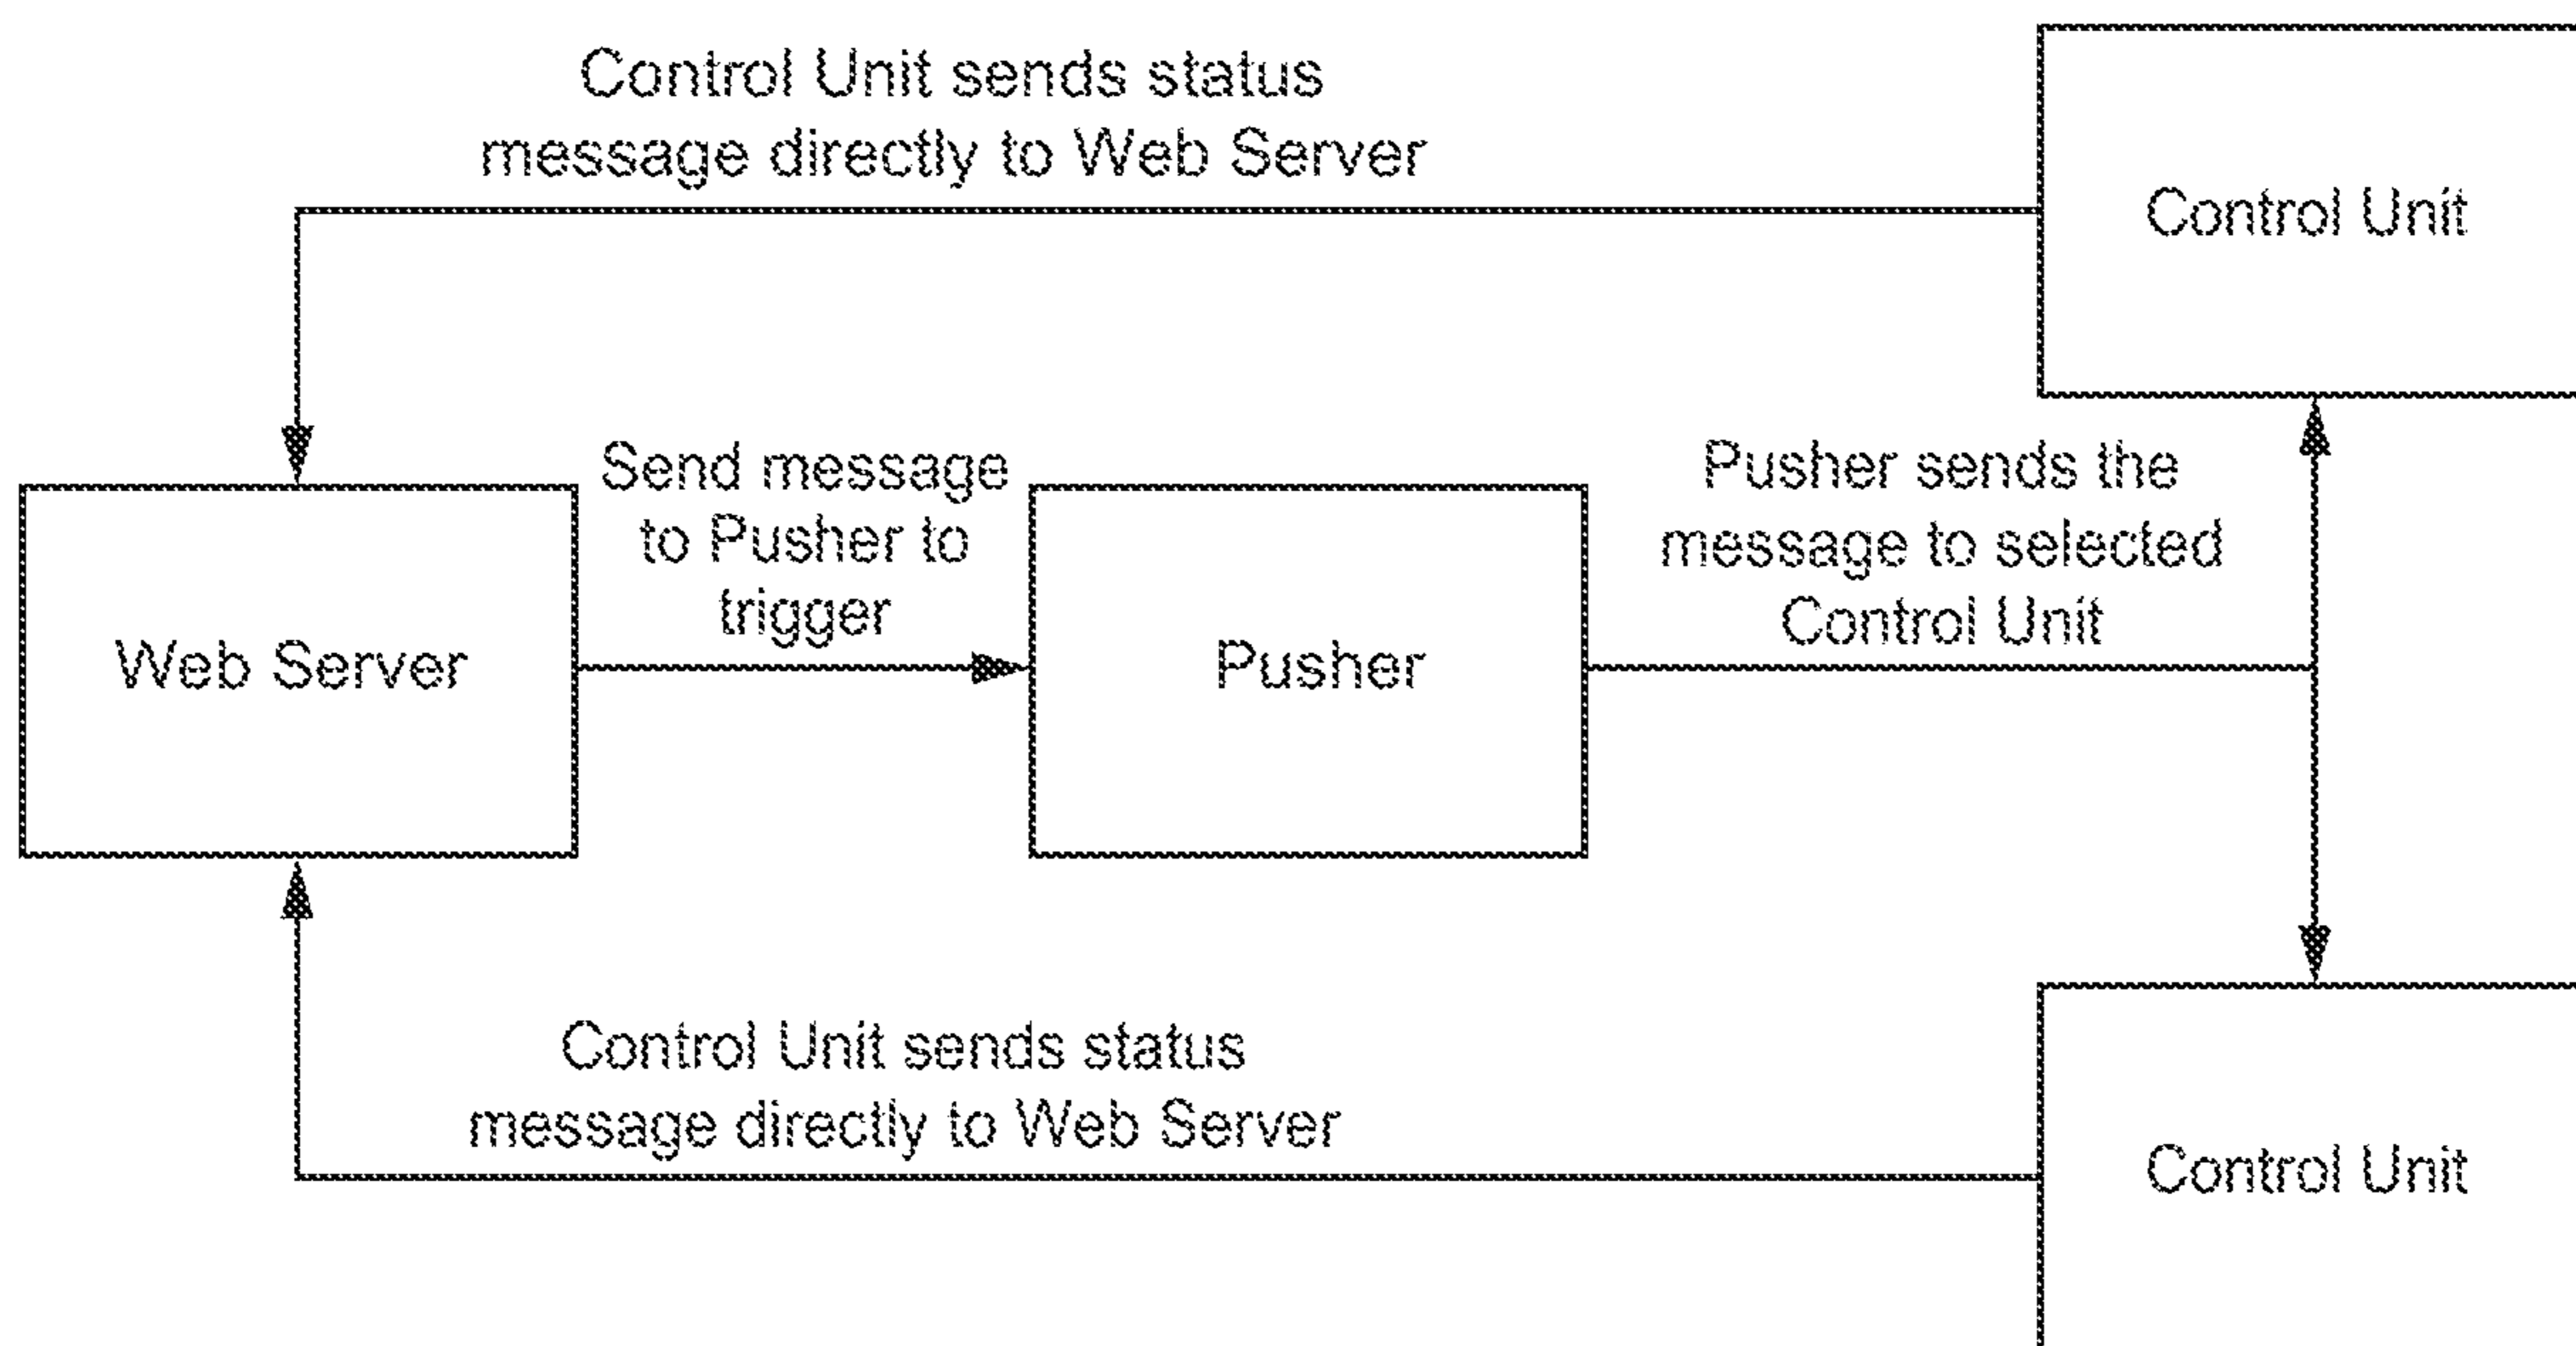 Control Unit sends status
message directly to Web Server
Control Unit
Send message
to Pusher to
trigger
Pusher sends the
message to selected
Control Unit
Web Server
Pusher
Control Unit sends status
message directly to Web Server
Control Unit